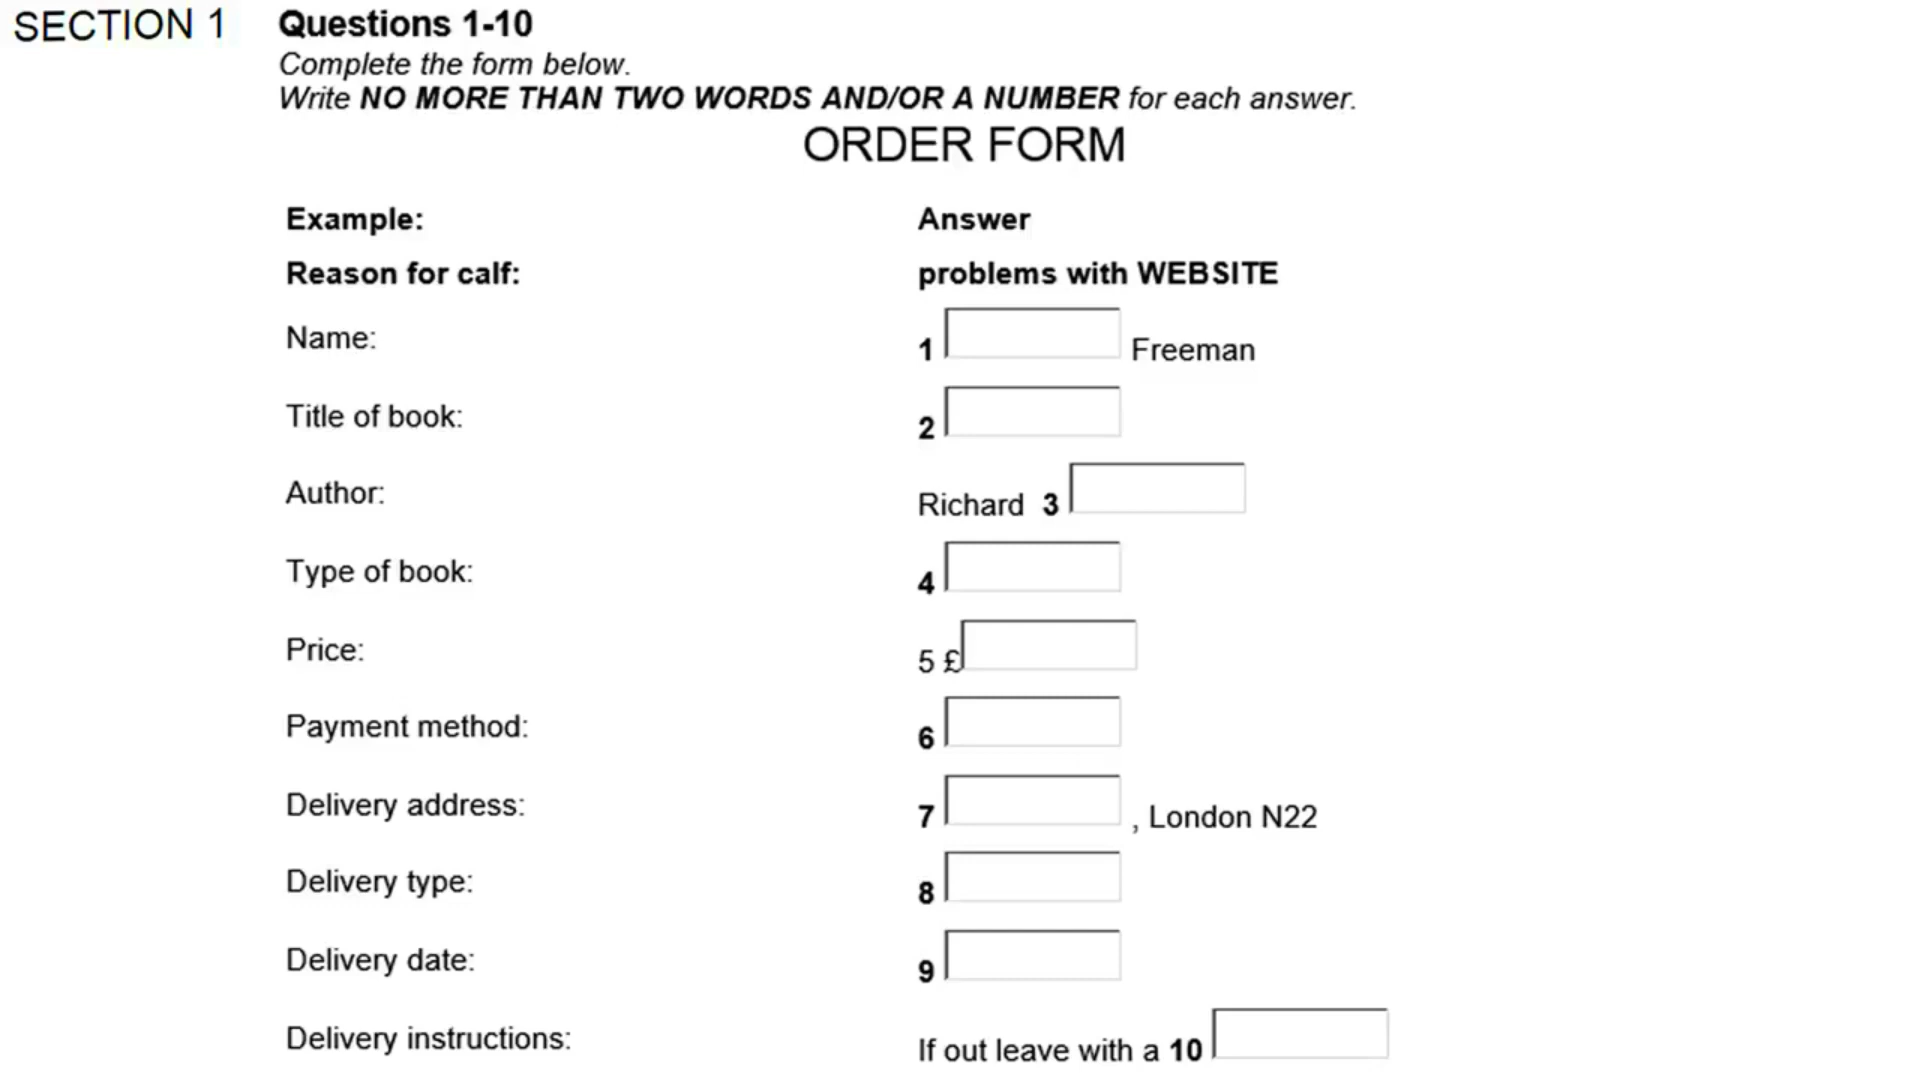 SECTION 1
Questions 1-10
Complete the form below.
Write NO MORE THAN TWO WORDS AND/OR A NUMBER for each answer.
ORDER FORM
Example: Answer
Reason for calf: problems with WEBSITE
Name: 1 Freeman
Title of book: 2
Author: Richard 3
Type of book: 4
Price: 5 £
Payment method: 6
Delivery address: 7 , London N22
Delivery type: 8
Delivery date: 9
Delivery instructions: If out leave with a 10